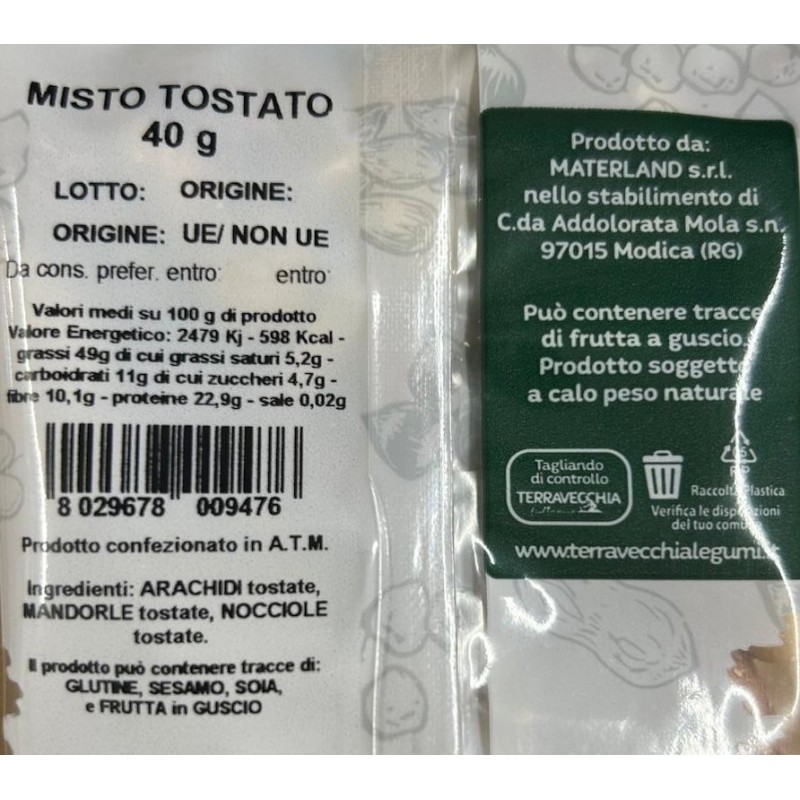 MISTO TOSTATO
40 g
LOTTO: ORIGINE:
ORIGINE: UE/ NON UE
Da cons. prefer. entro: entro:
Valori medi su 100 g di prodotto
Valore Energetico: 2479 Kj - 598 Kcal -
grassi 49g di cui grassi saturi 5,2g -
carboidrati 11g di cui zuccheri 4,7g -
fibre 10,1g - proteine 22,9g - sale 0,02g
8 029678 009476
Prodotto confezionato in A.T.M.
Ingredienti: ARACHIDI tostate,
MANDORLE tostate, NOCCIOLE
tostate.
Il prodotto può contenere tracce di:
GLUTINE, SESAMO, SOIA,
e FRUTTA in GUSCIO
Prodotto da:
MATERLAND s.r.l.
nello stabilimento di
C.da Addolorata Mola s.n.
97015 Modica (RG)
Può contenere tracce
di frutta a guscio.
Prodotto soggetto
a calo peso naturale
Tagliando
di controllo
TERRAVECCHIA
Raccolta Plastica
Verifica le disposizioni
del tuo comune
www.terravecchialegumi.it